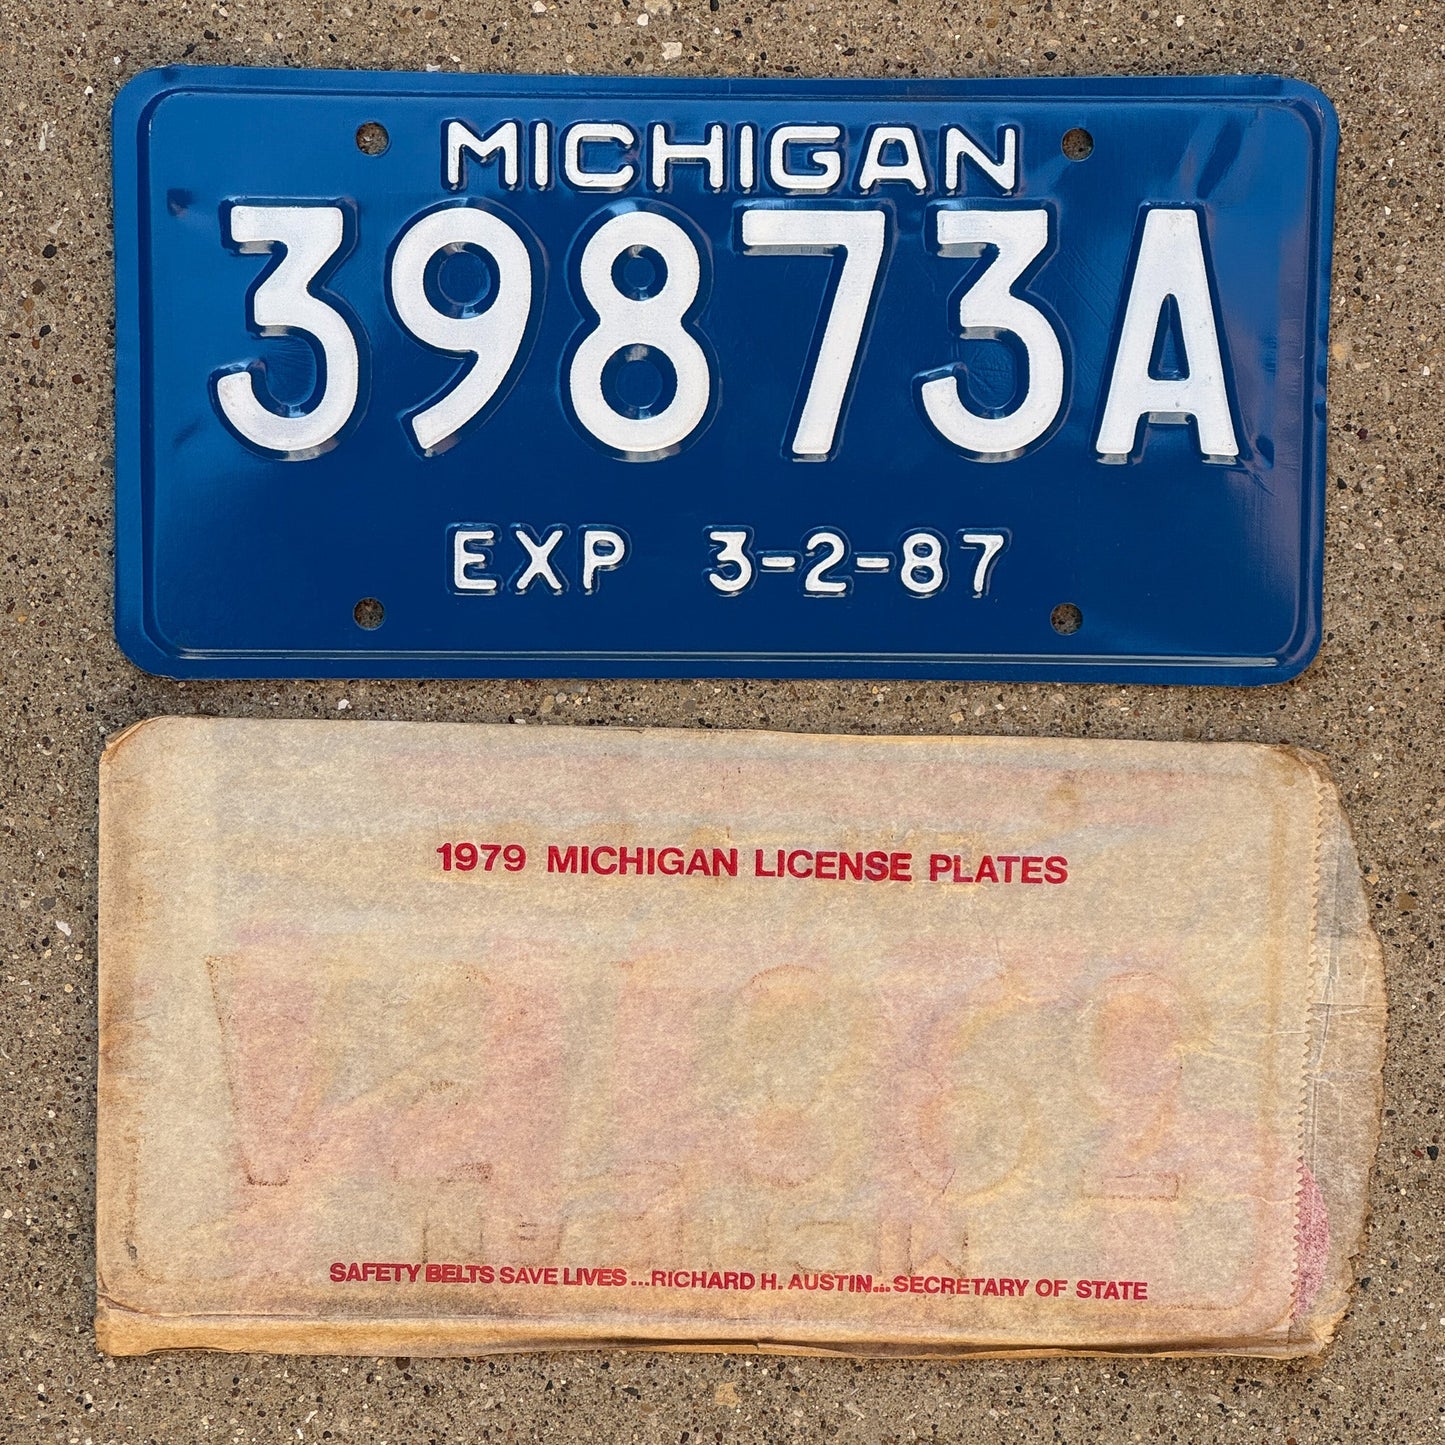 MICHIGAN
39873A
EXP 3-2-87
1979 MICHIGAN LICENSE PLATES
SAFETY BELTS SAVE LIVES...RICHARD H. AUSTIN...SECRETARY OF STATE